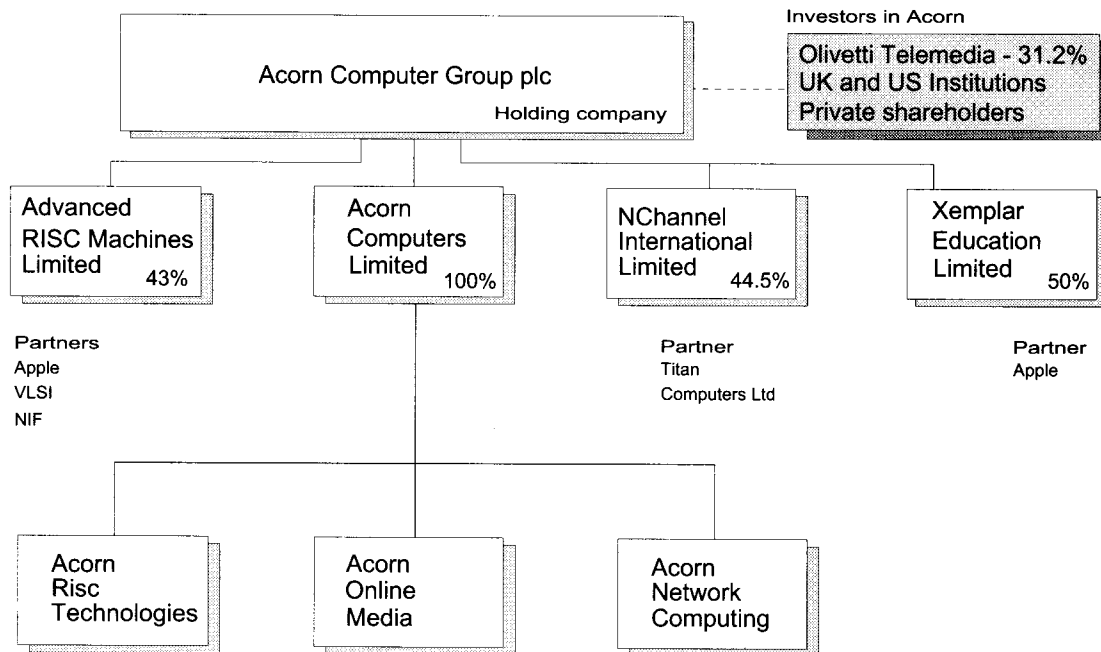 Investors in Acorn
Acorn Computer Group plc
Holding company
Olivetti Telemedia - 31.2%
UK and US Institutions
Private shareholders
Advanced
RISC Machines
Limited
43%
Acorn
Computers
Limited
100%
NChannel
International
Limited
44.5%
Xemplar
Education
Limited
50%
Partners
Apple
VLSI
NIF
Partner
Titan
Computers Ltd
Partner
Apple
Acorn
Risc
Technologies
Acorn
Online
Media
Acorn
Network
Computing